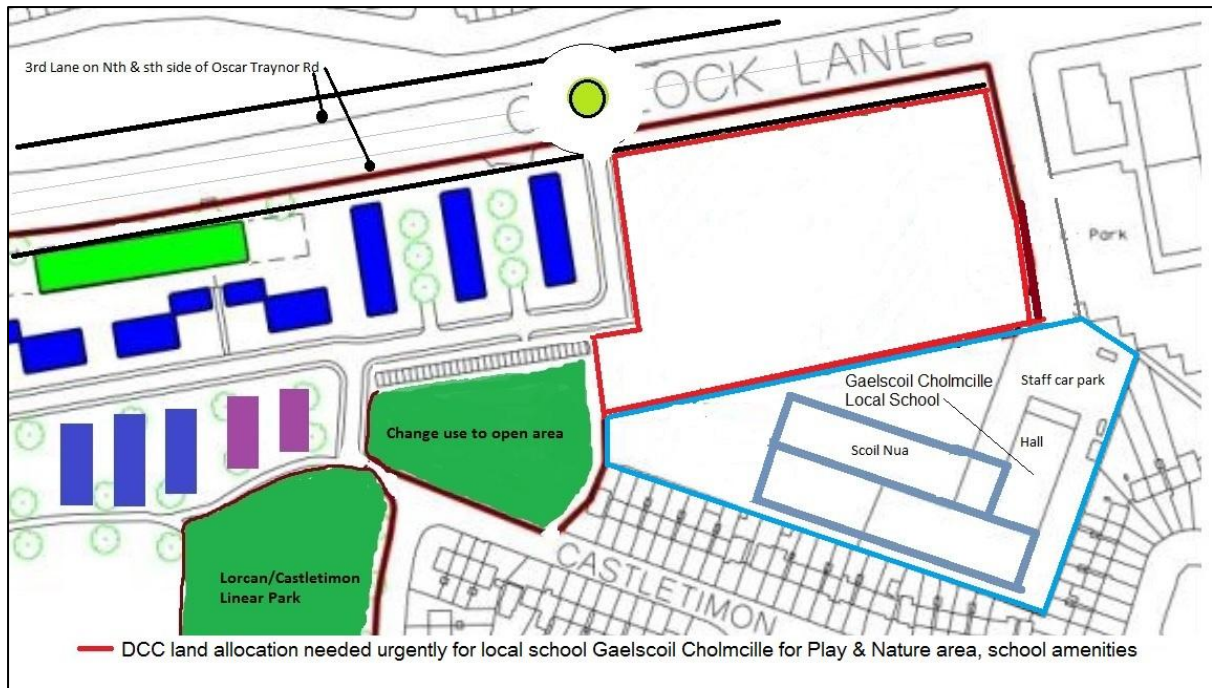 3rd Lane on Nth & sth side of Oscar Traynor Rd
LOCK LANE
Park
Gaelscoil Cholmcille
Local School
Staff car park
Hall
Scoil Nua
Change use to open area
Lorcan/Castletimon
Linear Park
CASTLETIMON
DCC land allocation needed urgently for local school Gaelscoil Cholmcille for Play & Nature area, school amenities